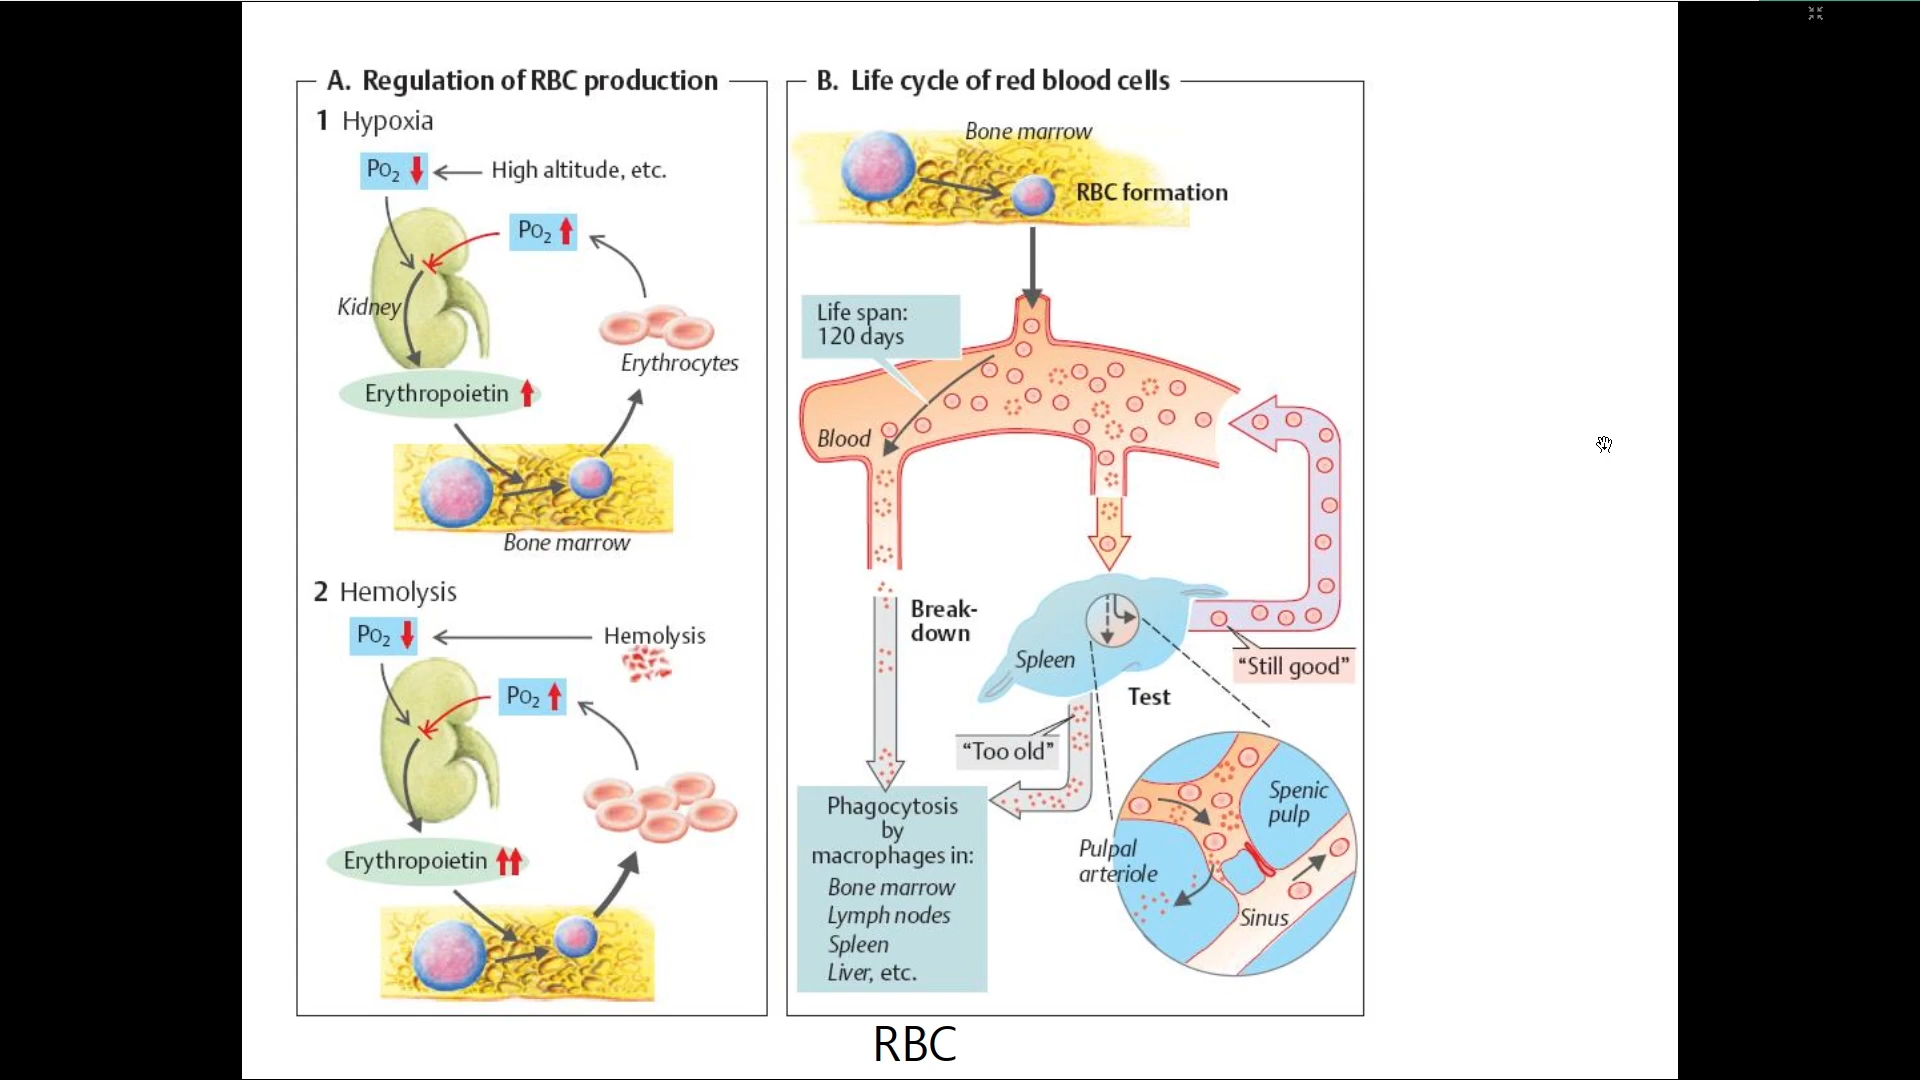 A. Regulation of RBC production
1 Hypoxia
PO2
High altitude, etc.
PO2
Kidney
Erythrocytes
Erythropoietin
Bone marrow
2 Hemolysis
PO2
Hemolysis
PO2
Erythropoietin
B. Life cycle of red blood cells
Bone marrow
RBC formation
Life span:
120 days
Blood
Break-
down
Spleen
Test
"Still good"
"Too old"
Phagocytosis
by
macrophages in:
Bone marrow
Lymph nodes
Spleen
Liver, etc.
Spenic
pulp
Pulpal
arteriole
Sinus
RBC